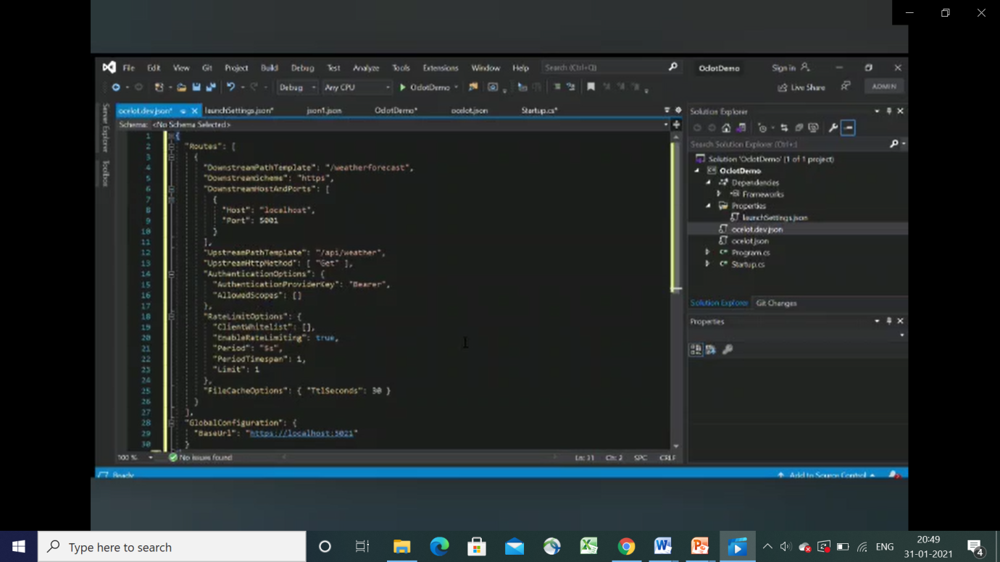 File Edit View Git Project Build Debug Test Analyze Tools Extensions Window Help Search (Ctrl+Q) OclotDemo Sign in
Debug Any CPU OclotDemo Live Share ADMIN
ocelot.dev.json* launchSettings.json* json1.json OclotDemo* ocelot.json Startup.cs*
Schema: <No Schema Selected>
Server Explorer
Toolbox
1 {
2 "Routes": [
3 {
4 "DownstreamPathTemplate": "/weatherforecast",
5 "DownstreamScheme": "https",
6 "DownstreamHostAndPorts": [
7 {
8 "Host": "localhost",
9 "Port": 5001
10 }
11 ],
12 "UpstreamPathTemplate": "/api/weather",
13 "UpstreamHttpMethod": [ "Get" ],
14 "AuthenticationOptions": {
15 "AuthenticationProviderKey": "Bearer",
16 "AllowedScopes": []
17 },
18 "RateLimitOptions": {
19 "ClientWhitelist": [],
20 "EnableRateLimiting": true,
21 "Period": "5s",
22 "PeriodTimespan": 1,
23 "Limit": 1
24 },
25 "FileCacheOptions": { "TtlSeconds": 30 }
26 }
27 ],
28 "GlobalConfiguration": {
29 "BaseUrl": "https://localhost:5021"
30 }
100 % No issues found Ln: 31 Ch: 2 SPC CRLF
Solution Explorer
Search Solution Explorer (Ctrl+;)
Solution 'OclotDemo' (1 of 1 project)
OclotDemo
Dependencies
Frameworks
Properties
launchSettings.json
ocelot.dev.json
ocelot.json
Program.cs
Startup.cs
Solution Explorer Git Changes
Properties
Ready Add to Source Control 2
Type here to search
ENG
20:49
31-01-2021
4